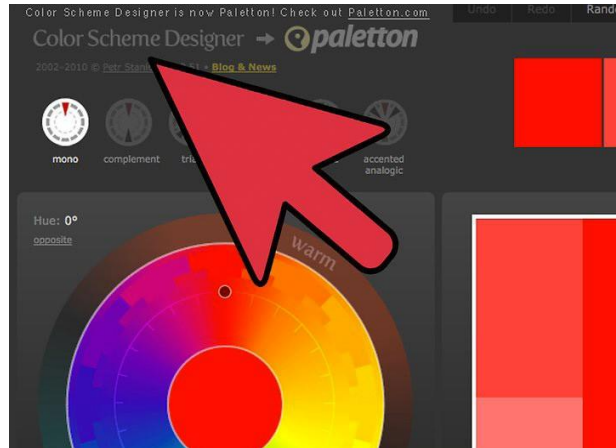 Color Scheme Designer is now Paletton! Check out Paletton.com
Undo Redo
Color Scheme Designer → paletton
2002–2010 © Petr • Blog & News
mono complement accented
analogic
Hue: 0°
opposite
warm